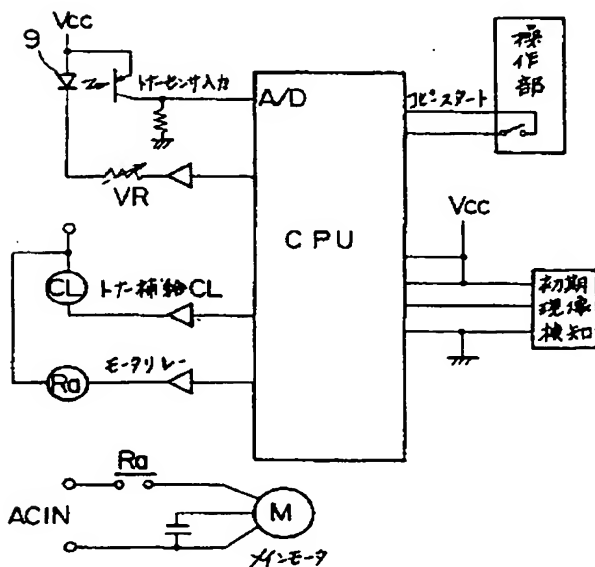 Vcc
9
トナーセンサ入力
A/D
VR
CPU
コピースタート
操作部
Vcc
CL
トナー補給CL
モータリレー
Ra
初期
現像
検知
Ra
ACIN
M
メインモータ